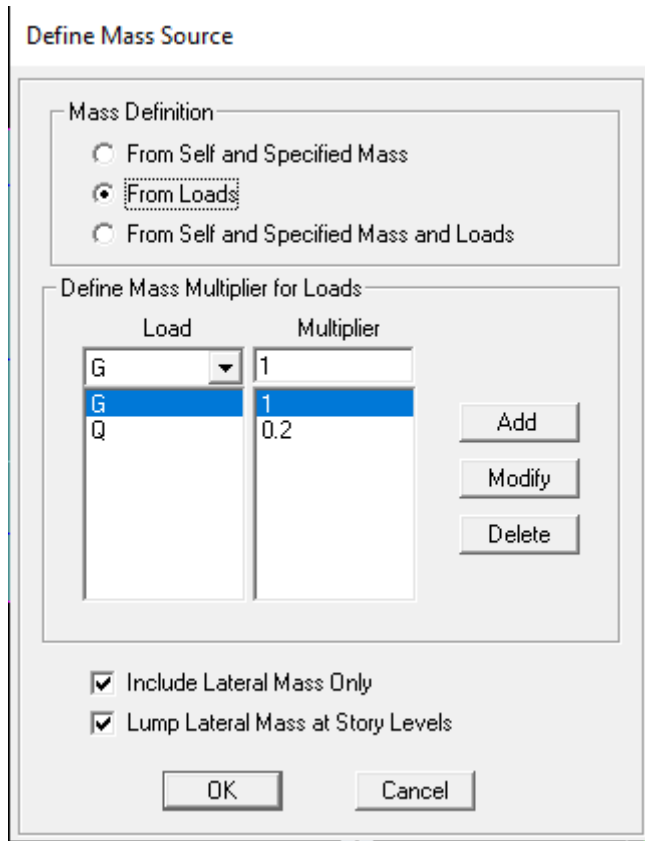 Define Mass Source
Mass Definition
From Self and Specified Mass
From Loads
From Self and Specified Mass and Loads
Define Mass Multiplier for Loads
Load Multiplier
G 1
G 1
Q 0.2
Add
Modify
Delete
Include Lateral Mass Only
Lump Lateral Mass at Story Levels
OK Cancel